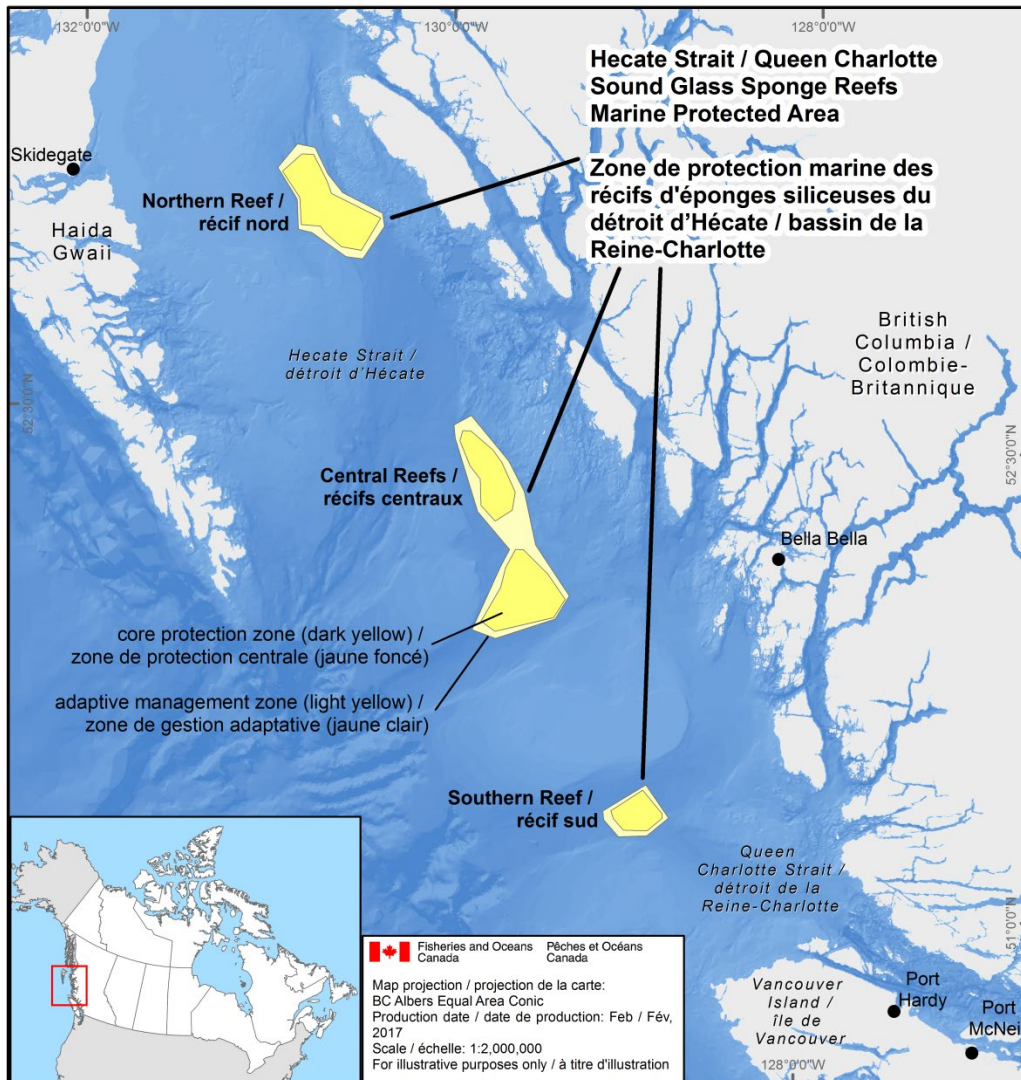 132°0'0"W
130°0'0"W
128°0'0"W
Hecate Strait / Queen Charlotte
Sound Glass Sponge Reefs
Marine Protected Area
Zone de protection marine des
récifs d'éponges siliceuses du
détroit d’Hécate / bassin de la
Reine-Charlotte
Skidegate
Haida
Gwaii
Northern Reef /
récif nord
Hecate Strait /
détroit d'Hécate
British
Columbia /
Colombie-
Britannique
52°30'0"N
52°30'0"N
Central Reefs /
récifs centraux
Bella Bella
core protection zone (dark yellow) /
zone de protection centrale (jaune foncé)
adaptive management zone (light yellow) /
zone de gestion adaptative (jaune clair)
Southern Reef /
récif sud
Queen
Charlotte Strait /
détroit de la
Reine-Charlotte
51°0'0"N
Vancouver
Island /
île de
Vancouver
Port
Hardy
Port
McNei
128°0'0"W
Fisheries and Oceans
Canada
Pêches et Océans
Canada
Map projection / projection de la carte:
BC Albers Equal Area Conic
Production date / date de production: Feb / Fév,
2017
Scale / échelle: 1:2,000,000
For illustrative purposes only / à titre d'illustration